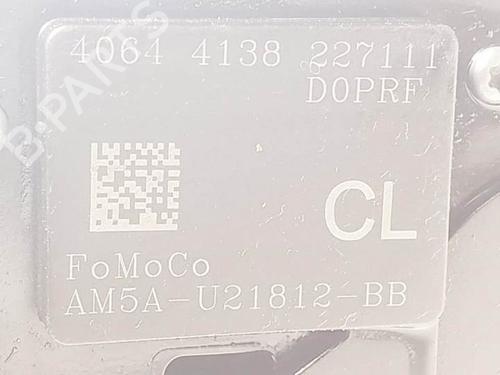 4064 4138 227111
D0PRF
CL
FoMoCo
AM5A-U21812-BB
B-PARTS